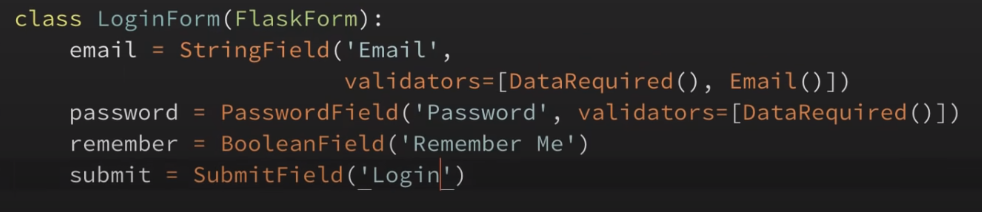 class LoginForm(FlaskForm):
    email = StringField('Email',
                        validators=[DataRequired(), Email()])
    password = PasswordField('Password', validators=[DataRequired()])
    remember = BooleanField('Remember Me')
    submit = SubmitField('Login')